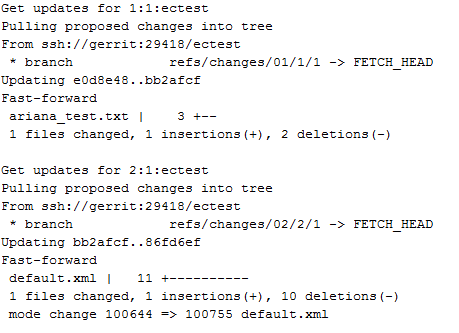 Get updates for 1:1:ectest
Pulling proposed changes into tree
From ssh://gerrit:29418/ectest
 * branch            refs/changes/01/1/1 -> FETCH_HEAD
Updating e0d8e48..bb2afcf
Fast-forward
 ariana_test.txt |    3 +--
 1 files changed, 1 insertions(+), 2 deletions(-)

Get updates for 2:1:ectest
Pulling proposed changes into tree
From ssh://gerrit:29418/ectest
 * branch            refs/changes/02/2/1 -> FETCH_HEAD
Updating bb2afcf..86fd6ef
Fast-forward
 default.xml |   11 +----------
 1 files changed, 1 insertions(+), 10 deletions(-)
 mode change 100644 => 100755 default.xml